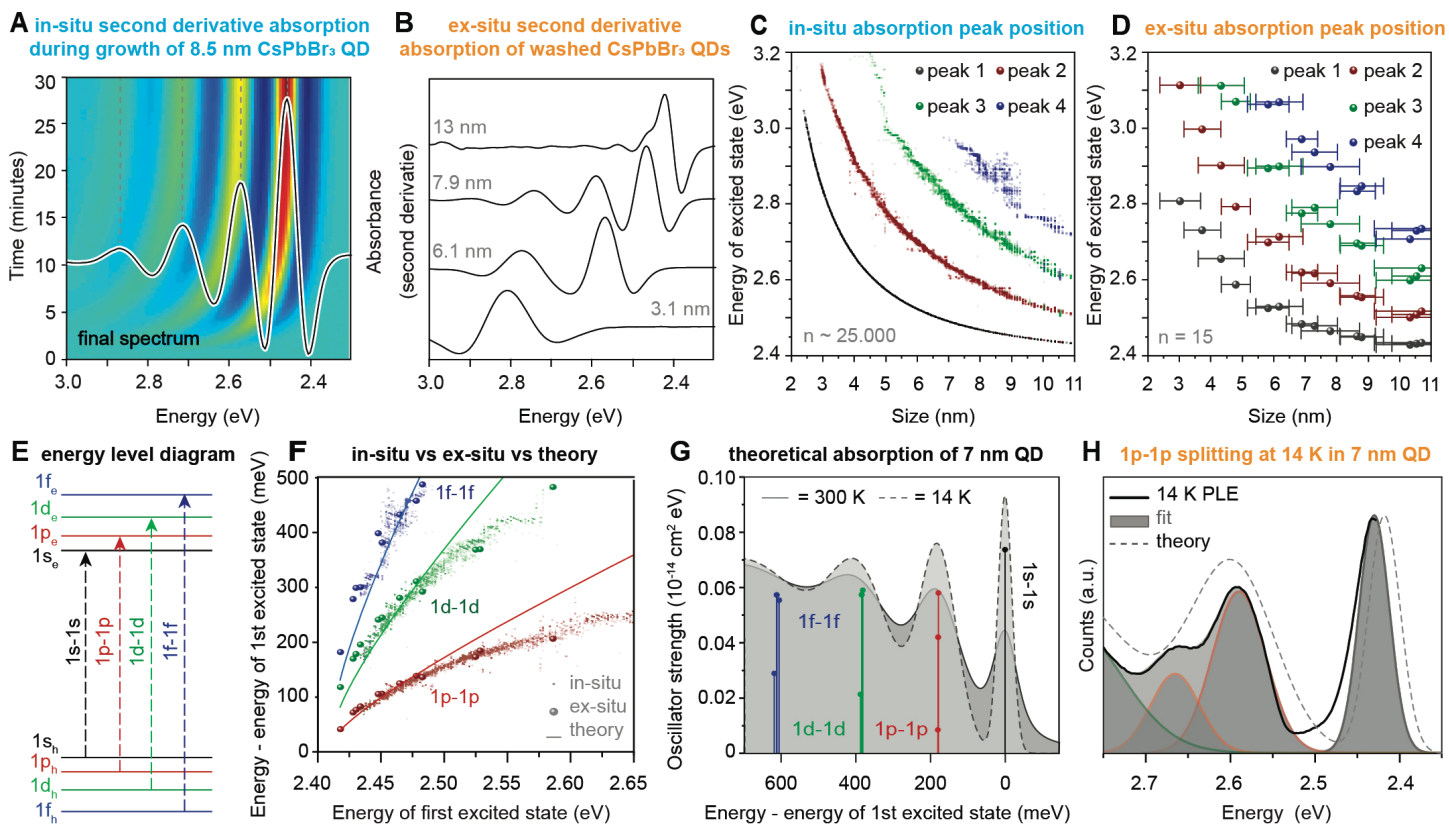 A in-situ second derivative absorption
during growth of 8.5 nm CsPbBr₃ QD
Time (minutes)
30
25
20
15
10
5
0
final spectrum
3.0 2.8 2.6 2.4
Energy (eV)
B ex-situ second derivative
absorption of washed CsPbBr₃ QDs
Absorbance
(second derivatie)
13 nm
7.9 nm
6.1 nm
3.1 nm
3.0 2.8 2.6 2.4
Energy (eV)
C in-situ absorption peak position
Energy of excited state (eV)
3.2
3.0
2.8
2.6
2.4
peak 1 peak 2
peak 3 peak 4
n ~ 25.000
2 3 4 5 6 7 8 9 10 11
Size (nm)
D ex-situ absorption peak position
Energy of excited state (eV)
3.2
3.0
2.8
2.6
2.4
peak 1 peak 2
peak 3
peak 4
n = 15
2 3 4 5 6 7 8 9 10 11
Size (nm)
E energy level diagram
1fₑ
1dₑ
1pₑ
1sₑ
1s-1s
1p-1p
1d-1d
1f-1f
1sₕ
1pₕ
1dₕ
1fₕ
F in-situ vs ex-situ vs theory
Energy - energy of 1st excited state (meV)
500
400
300
200
100
0
1f-1f
1d-1d
1p-1p
in-situ
ex-situ
theory
2.40 2.45 2.50 2.55 2.60 2.65
Energy of first excited state (eV)
G theoretical absorption of 7 nm QD
Oscillator strength (10⁻¹⁴ cm² eV)
0.10
0.08
0.06
0.04
0.02
0
= 300 K = 14 K
1s-1s
1f-1f
1d-1d 1p-1p
600 400 200 0
Energy - energy of 1st excited state (meV)
H 1p-1p splitting at 14 K in 7 nm QD
Counts (a.u.)
14 K PLE
fit
theory
2.7 2.6 2.5 2.4
Energy (eV)